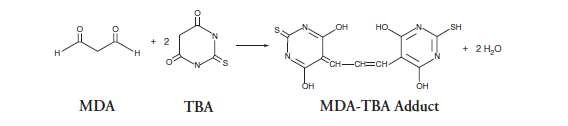 O O O S N OH HO N SH
H H + 2 N N CH—CH=CH N + 2 H₂O
O N S OH OH
MDA TBA MDA-TBA Adduct